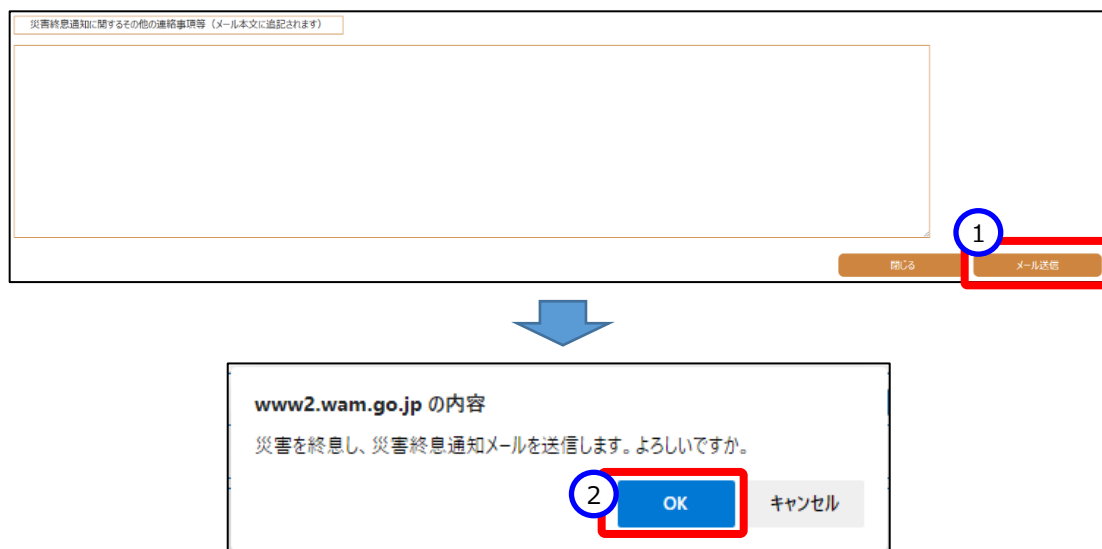 災害終息通知に関するその他の連絡事項等（メール本文に追記されます）
1
閉じる
メール送信
www2.wam.go.jp の内容
災害を終息し、災害終息通知メールを送信します。よろしいですか。
2
OK
キャンセル